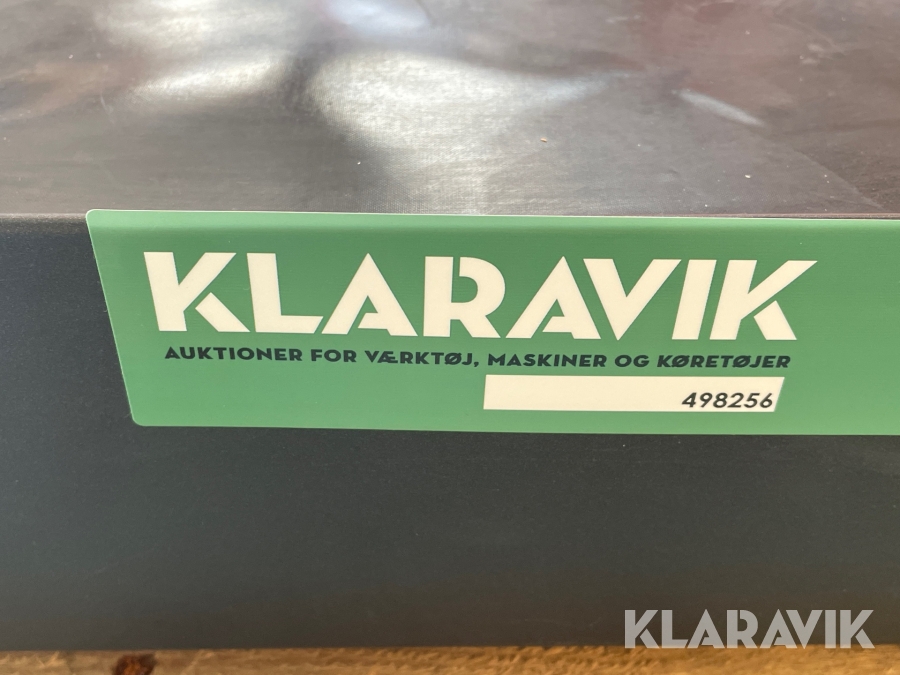 KLARAVIK
AUKTIONER FOR VÆRKTØJ, MASKINER OG KØRETØJER
498256
KLARAVIK